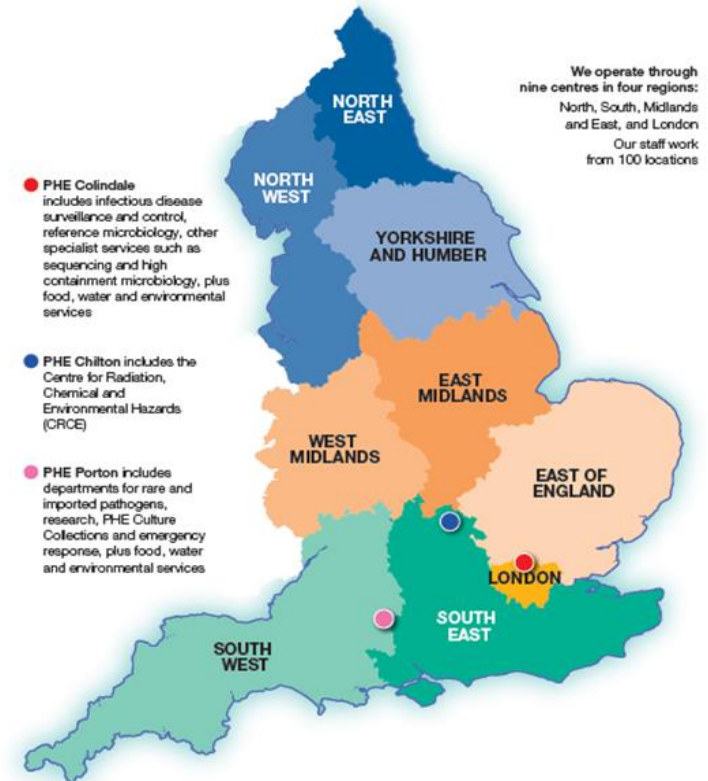 We operate through
nine centres in four regions:
North, South, Midlands
and East, and London
Our staff work
from 100 locations
NORTH
EAST
NORTH
WEST
YORKSHIRE
AND HUMBER
EAST
MIDLANDS
WEST
MIDLANDS
EAST OF
ENGLAND
LONDON
SOUTH
EAST
SOUTH
WEST
PHE Colindale
includes infectious disease
surveillance and control,
reference microbiology, other
specialist services such as
sequencing and high
containment microbiology, plus
food, water and environmental
services
PHE Chilton includes the
Centre for Radiation,
Chemical and
Environmental Hazards
(CRCE)
PHE Porton includes
departments for rare and
imported pathogens,
research, PHE Culture
Collections and emergency
response, plus food, water
and environmental services